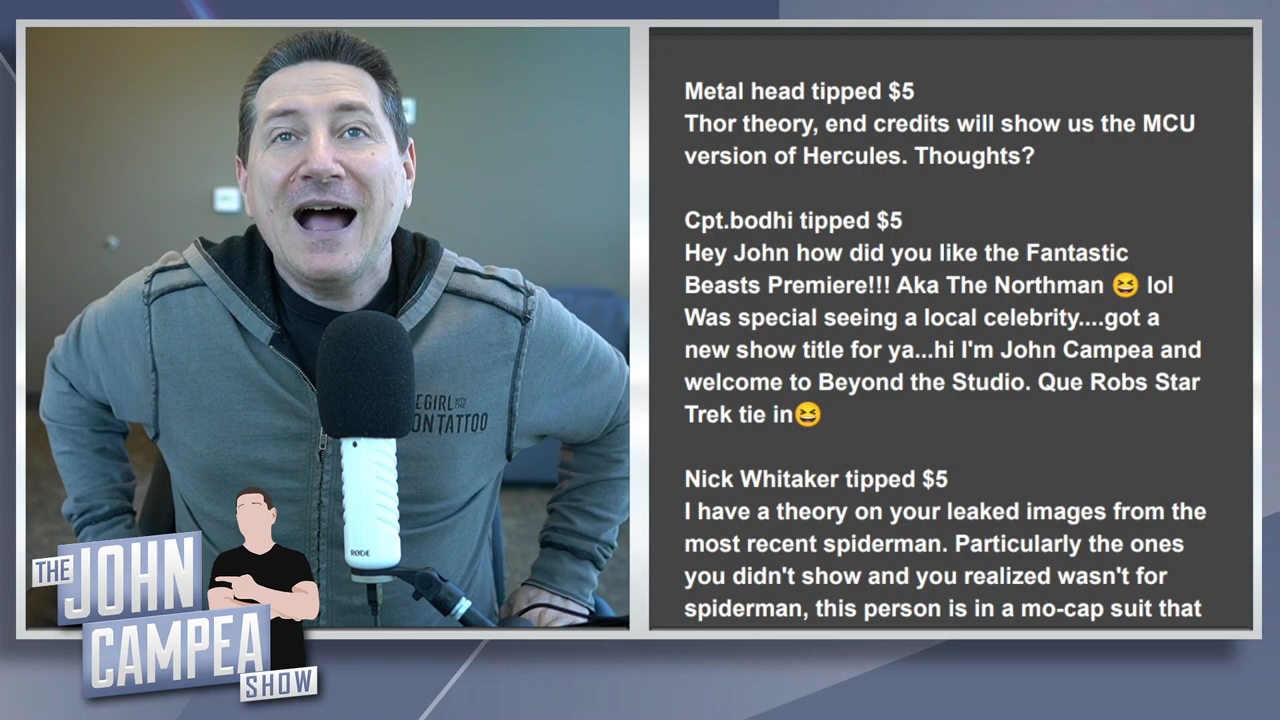 Metal head tipped $5
Thor theory, end credits will show us the MCU
version of Hercules. Thoughts?
Cpt.bodhi tipped $5
Hey John how did you like the Fantastic
Beasts Premiere!!! Aka The Northman 😆 lol
Was special seeing a local celebrity....got a
new show title for ya...hi I'm John Campea and
welcome to Beyond the Studio. Que Robs Star
Trek tie in😆
Nick Whitaker tipped $5
I have a theory on your leaked images from the
most recent spiderman. Particularly the ones
you didn't show and you realized wasn't for
spiderman, this person is in a mo-cap suit that
EGIRL
ON TATTOO
RØDE
THE
JOHN
CAMPEA
SHOW